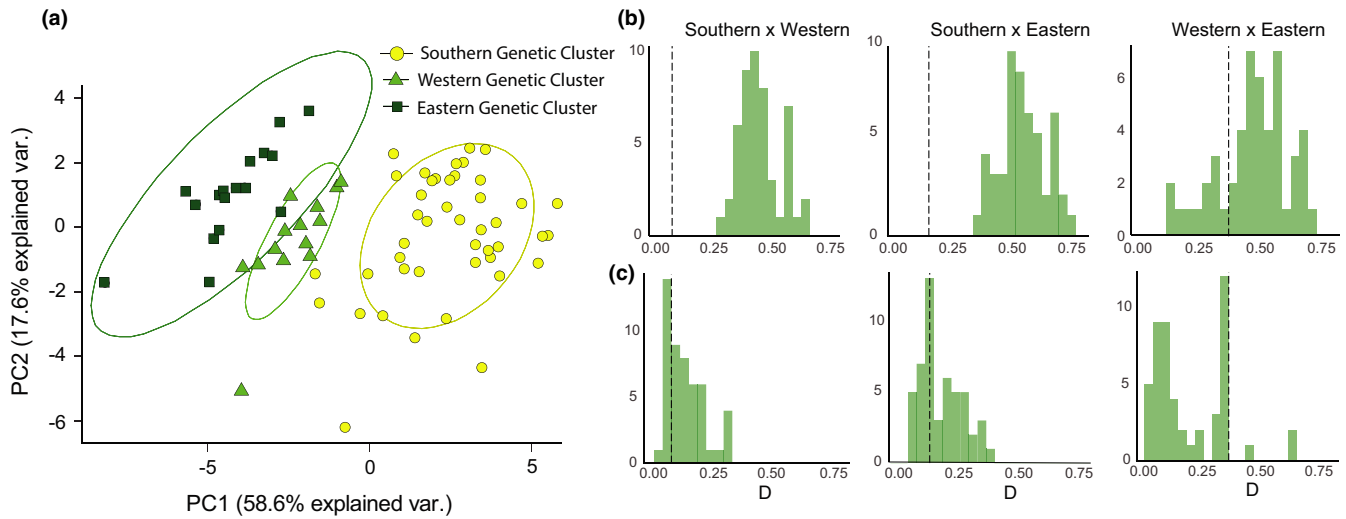 (a)
Southern Genetic Cluster
Western Genetic Cluster
Eastern Genetic Cluster
PC2 (17.6% explained var.)
4
2
0
-2
-4
-6
-5
0
5
PC1 (58.6% explained var.)
(b)
Southern x Western
Southern x Eastern
Western x Eastern
10
5
0
0.00 0.25 0.50 0.75
10
5
0
0.00 0.25 0.50 0.75
6
4
2
0
0.00 0.25 0.50 0.75
(c)
10
5
0
0.00 0.25 0.50 0.75
D
10
5
0
0.00 0.25 0.50 0.75
D
10
5
0
0.00 0.25 0.50 0.75
D